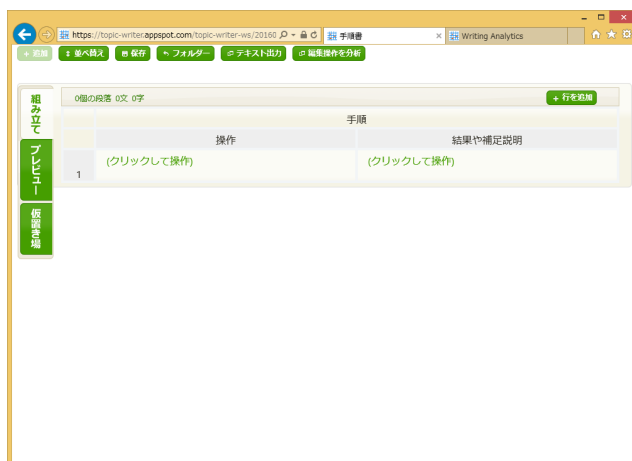 https://topic-writer.appspot.com/topic-writer-ws/20160
手順書
Writing Analytics
+ 追加
並べ替え
保存
フォルダー
テキスト出力
編集操作を分析
組み立て
プレビュー
仮置き場
0個の段落 0文 0字
+ 行を追加
手順
操作 結果や補足説明
1 (クリックして操作) (クリックして操作)